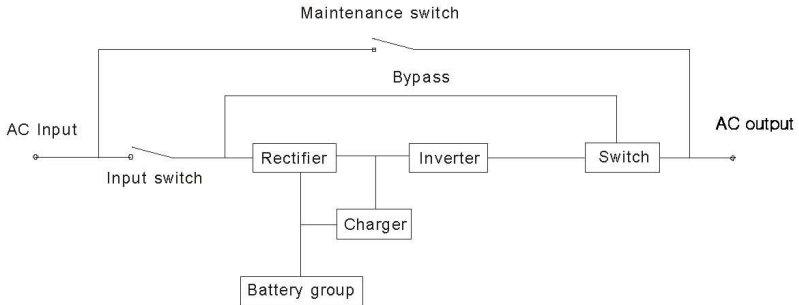 Maintenance switch
Bypass
AC Input
AC output
Rectifier
Inverter
Switch
Input switch
Charger
Battery group